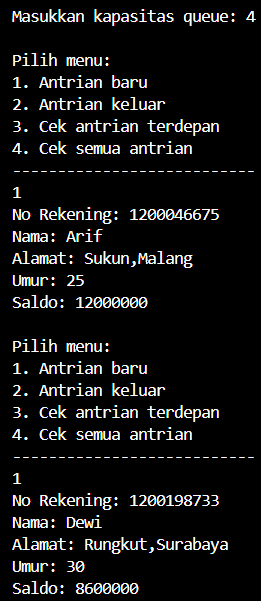 Masukkan kapasitas queue: 4
Pilih menu:
1. Antrian baru
2. Antrian keluar
3. Cek antrian terdepan
4. Cek semua antrian
---------------------------
1
No Rekening: 1200046675
Nama: Arif
Alamat: Sukun,Malang
Umur: 25
Saldo: 12000000
Pilih menu:
1. Antrian baru
2. Antrian keluar
3. Cek antrian terdepan
4. Cek semua antrian
---------------------------
1
No Rekening: 1200198733
Nama: Dewi
Alamat: Rungkut,Surabaya
Umur: 30
Saldo: 8600000